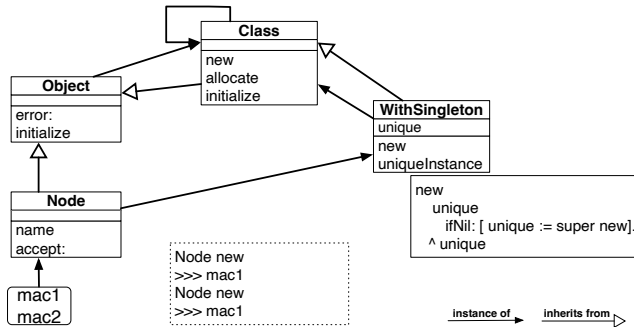 Class
new
allocate
initialize
Object
error:
initialize
WithSingleton
unique
new
uniqueInstance
Node
name
accept:
new
unique
ifNil: [ unique := super new].
^ unique
mac1
mac2
Node new
>>> mac1
Node new
>>> mac1
instance of
inherits from